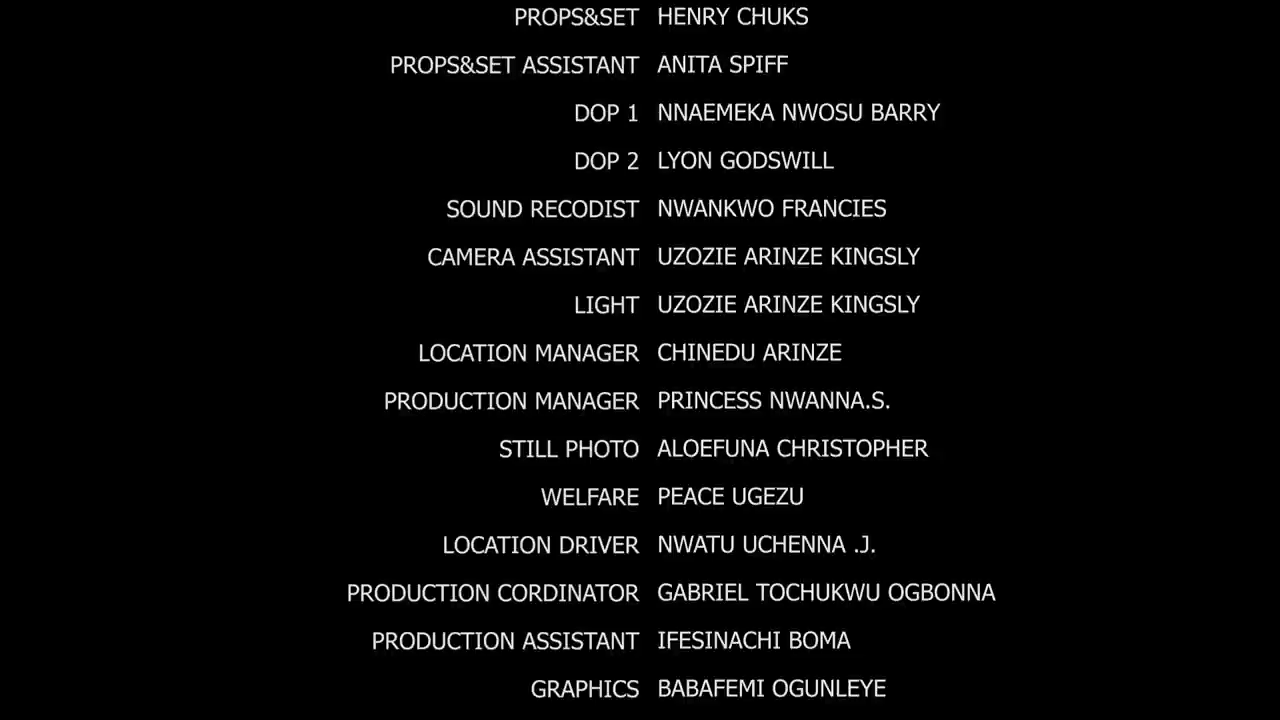 PROPS&SET HENRY CHUKS
PROPS&SET ASSISTANT ANITA SPIFF
DOP 1 NNAEMEKA NWOSU BARRY
DOP 2 LYON GODSWILL
SOUND RECODIST NWANKWO FRANCIES
CAMERA ASSISTANT UZOZIE ARINZE KINGSLY
LIGHT UZOZIE ARINZE KINGSLY
LOCATION MANAGER CHINEDU ARINZE
PRODUCTION MANAGER PRINCESS NWANNA.S.
STILL PHOTO ALOEFUNA CHRISTOPHER
WELFARE PEACE UGEZU
LOCATION DRIVER NWATU UCHENNA .J.
PRODUCTION CORDINATOR GABRIEL TOCHUKWU OGBONNA
PRODUCTION ASSISTANT IFESINACHI BOMA
GRAPHICS BABAFEMI OGUNLEYE